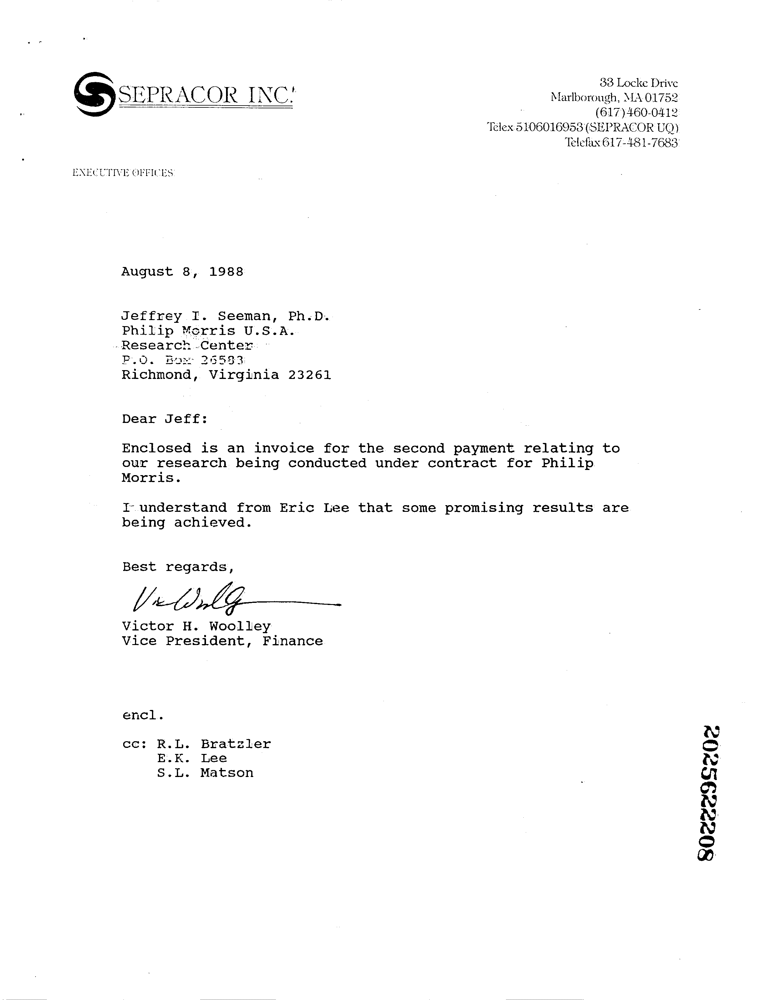 SEPRACOR INC.
33 Locke Drive
Marlborough, MA 01752
(617) 460-0412
Telex 5106016953 (SEPRACOR UQ)
Telefax 617-481-7683
EXECUTIVE OFFICES
August 8, 1988
Jeffrey I. Seeman, Ph.D.
Philip Morris U.S.A.
Research Center
P.O. Box 26583
Richmond, Virginia 23261
Dear Jeff:
Enclosed is an invoice for the second payment relating to
our research being conducted under contract for Philip
Morris.
I understand from Eric Lee that some promising results are
being achieved.
Best regards,
Victor H. Woolley
Vice President, Finance
encl.
cc: R.L. Bratzler
E.K. Lee
S.L. Matson
2025622208